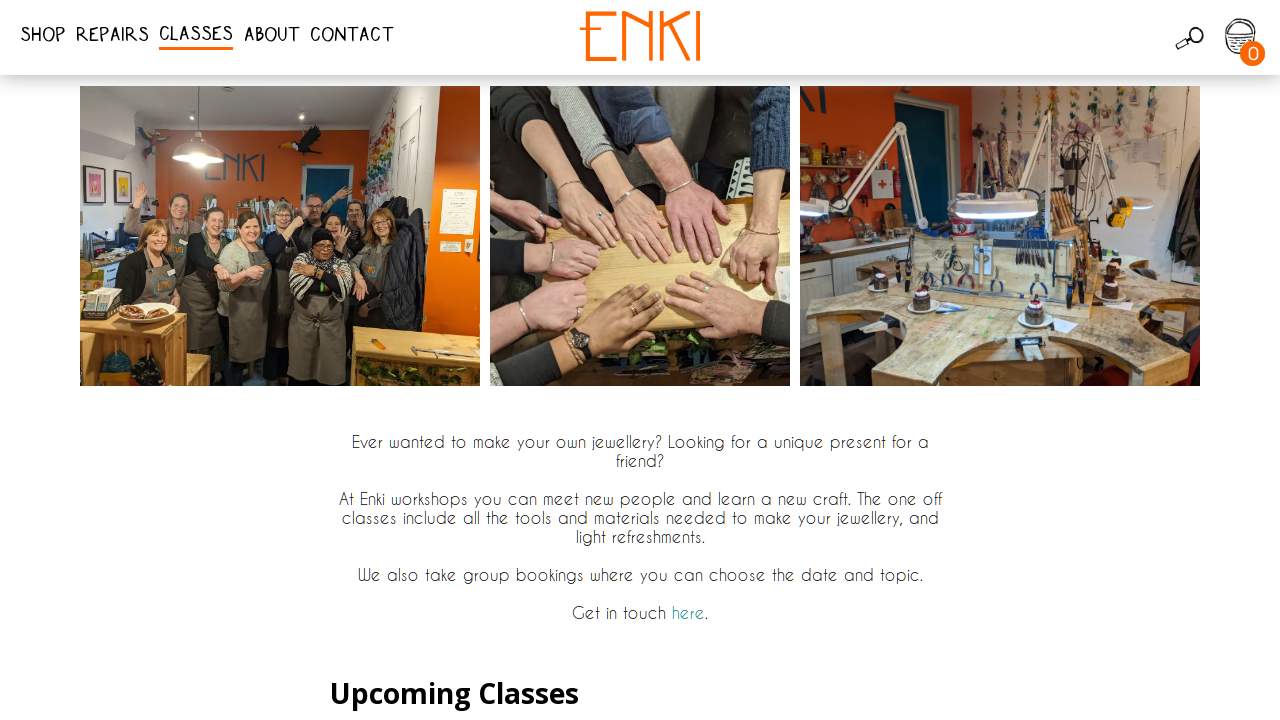 SHOP REPAIRS CLASSES ABOUT CONTACT
ENKI
0
ENKI
Ever wanted to make your own jewellery? Looking for a unique present for a
friend?
At Enki workshops you can meet new people and learn a new craft. The one off
classes include all the tools and materials needed to make your jewellery, and
light refreshments.
We also take group bookings where you can choose the date and topic.
Get in touch here.
Upcoming Classes